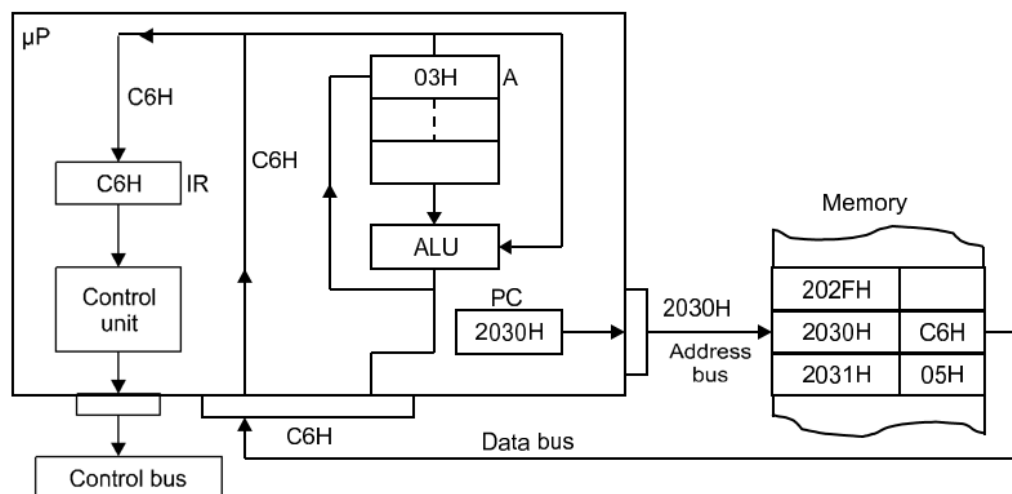 µP
03H
A
C6H
C6H
C6H
IR
ALU
Control
unit
PC
2030H
2030H
Address
bus
Memory
202FH
2030H
C6H
2031H
05H
C6H
Data bus
Control bus